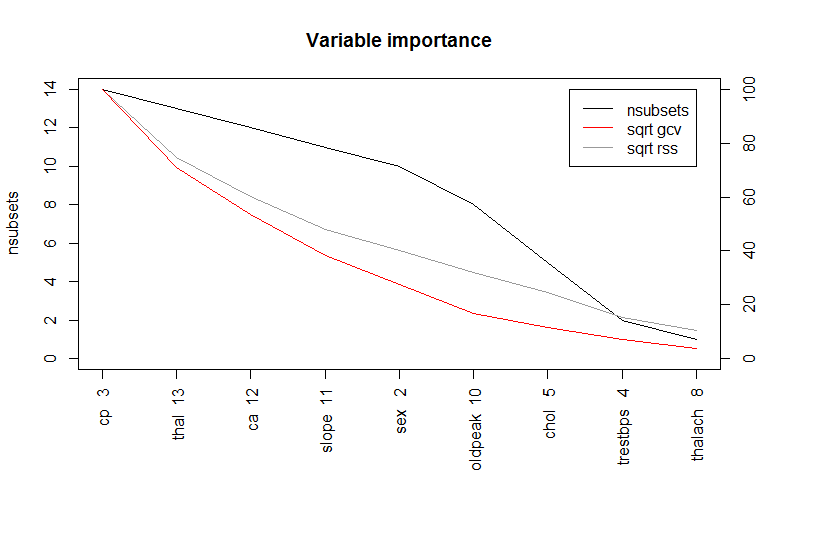 Variable importance
nsubsets
0
2
4
6
8
10
12
14
0
20
40
60
80
100
nsubsets
sqrt gcv
sqrt rss
cp 3
thal 13
ca 12
slope 11
sex 2
oldpeak 10
chol 5
trestbps 4
thalach 8